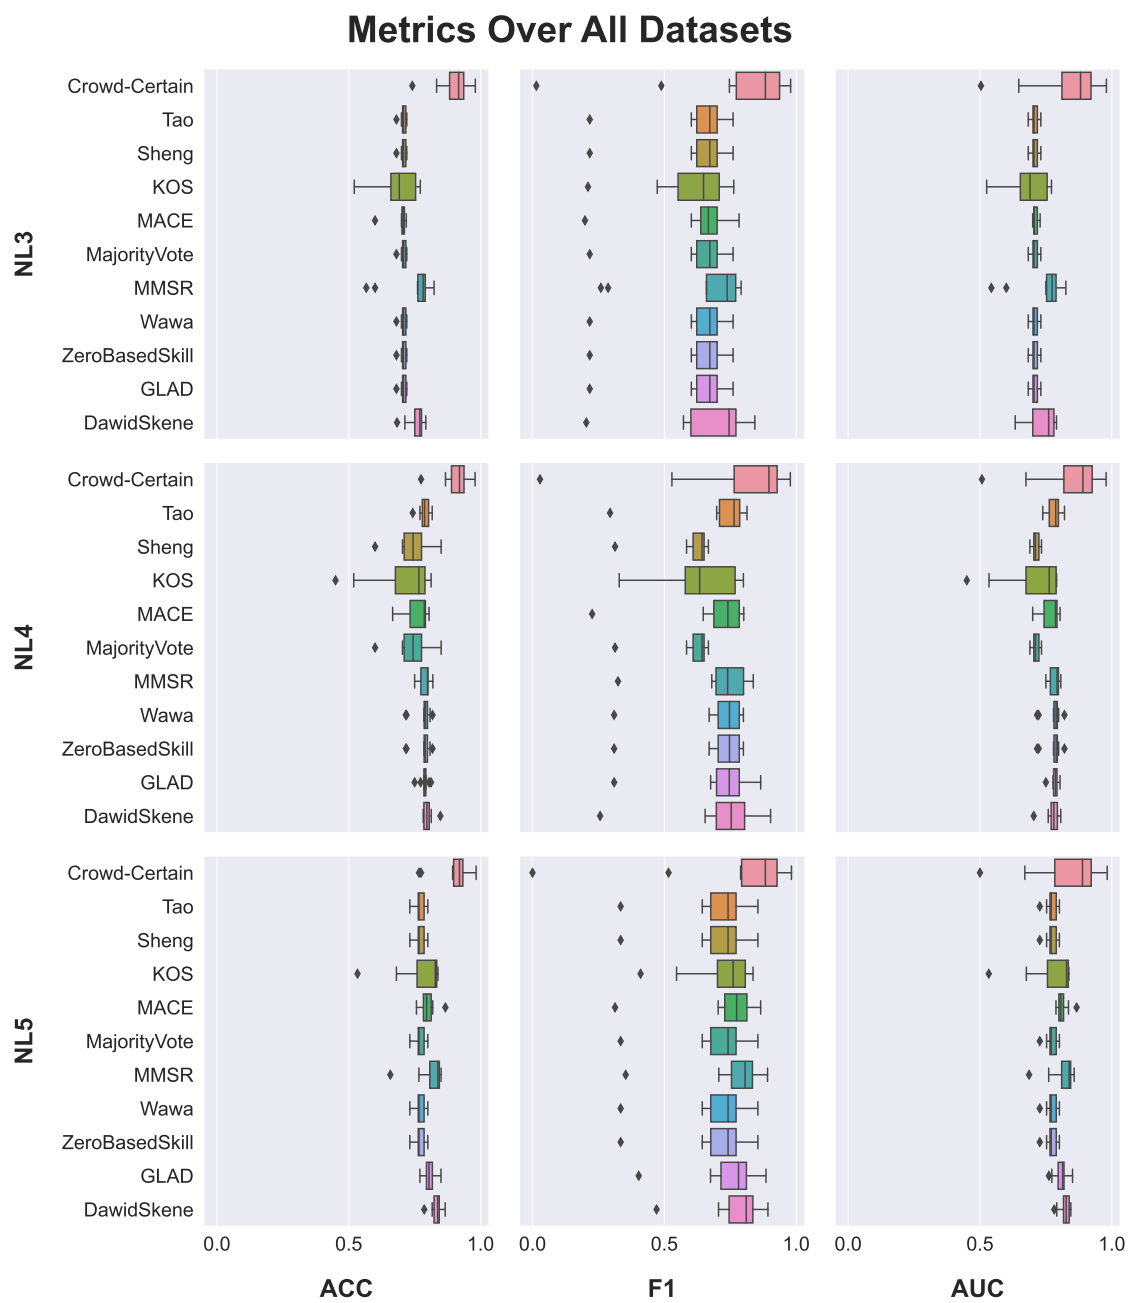 Metrics Over All Datasets
NL3
Crowd-Certain
Tao
Sheng
KOS
MACE
MajorityVote
MMSR
Wawa
ZeroBasedSkill
GLAD
DawidSkene
NL4
Crowd-Certain
Tao
Sheng
KOS
MACE
MajorityVote
MMSR
Wawa
ZeroBasedSkill
GLAD
DawidSkene
NL5
Crowd-Certain
Tao
Sheng
KOS
MACE
MajorityVote
MMSR
Wawa
ZeroBasedSkill
GLAD
DawidSkene
0.0 0.5 1.0 0.0 0.5 1.0 0.0 0.5 1.0
ACC F1 AUC